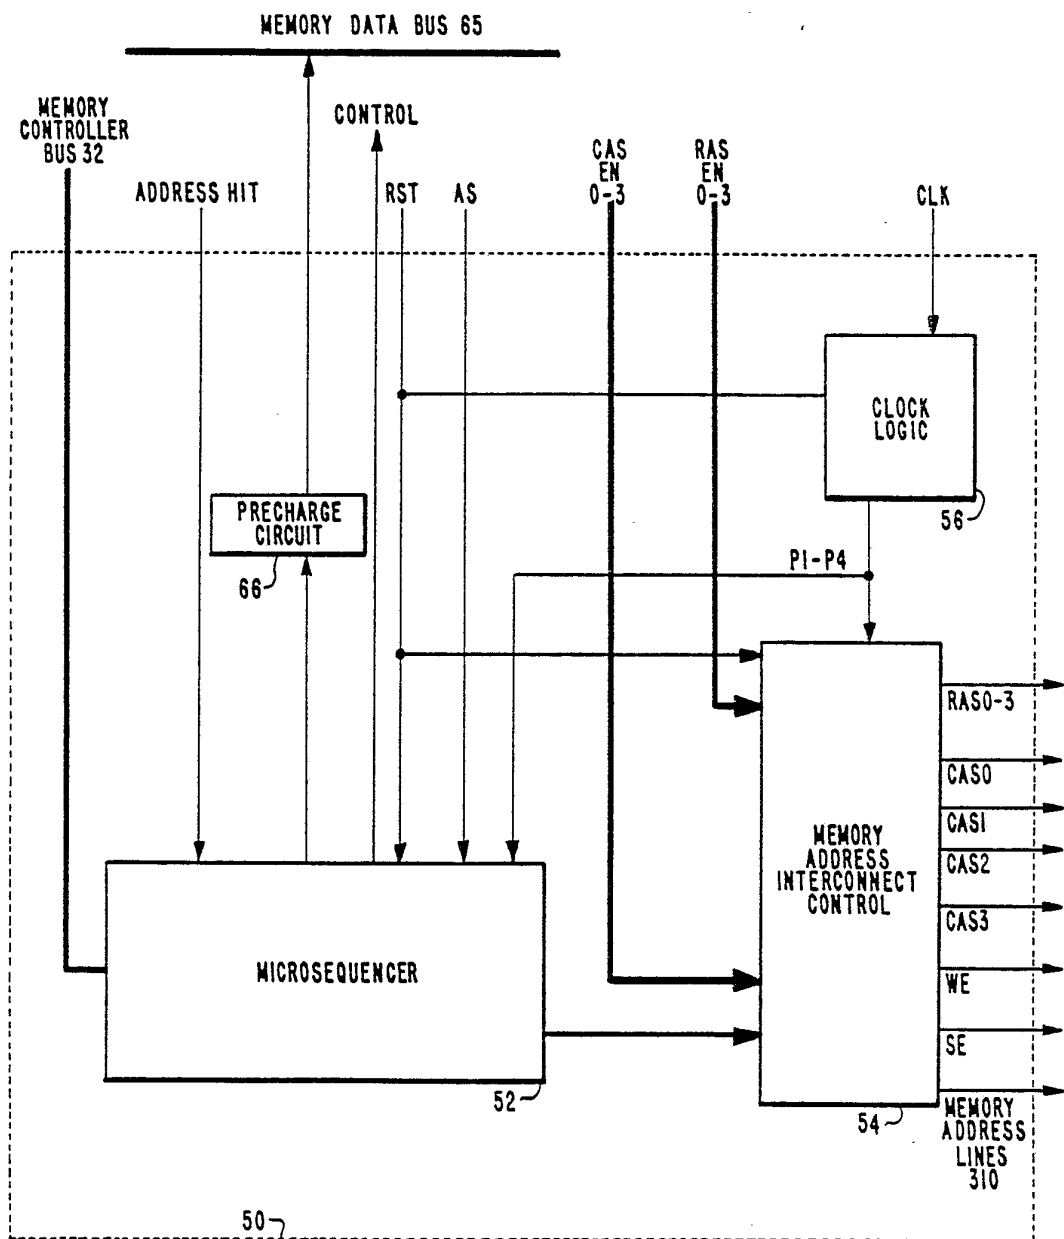 MEMORY DATA BUS 65
MEMORY
CONTROLLER
BUS 32
CONTROL
ADDRESS HIT
RST
AS
CAS
EN
0-3
RAS
EN
0-3
CLK
CLOCK
LOGIC
56
PRECHARGE
CIRCUIT
66
P1-P4
MEMORY
ADDRESS
INTERCONNECT
CONTROL
54
RAS0-3
CAS0
CAS1
CAS2
CAS3
WE
SE
MEMORY
ADDRESS
LINES
310
MICROSEQUENCER
52
50